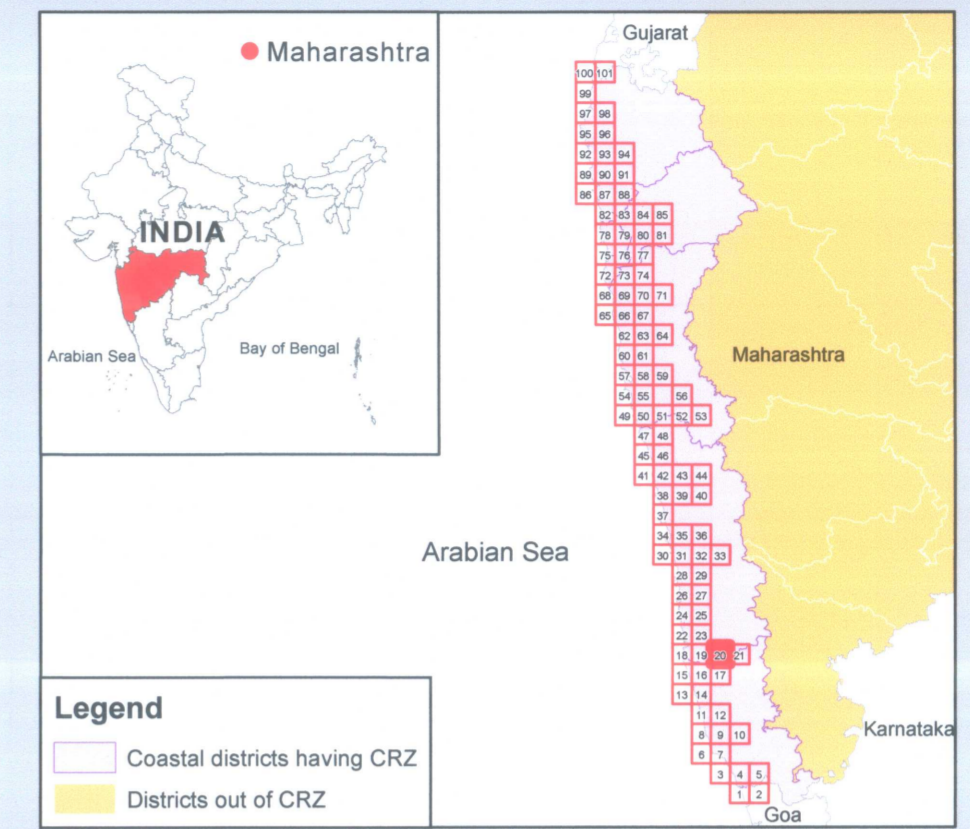 Maharashtra
INDIA
Arabian Sea
Bay of Bengal
Gujarat
100 101
99
97 98
95 96
92 93 94
89 90 91
86 87 88
82 83 84 85
78 79 80 81
75 76 77
72 73 74
68 69 70 71
65 66 67
62 63 64
60 61
Maharashtra
57 58 59
54 55 56
49 50 51 52 53
47 48
45 46
41 42 43 44
38 39 40
37
34 35 36
30 31 32 33
Arabian Sea
28 29
26 27
24 25
22 23
18 19 20 21
15 16 17
13 14
11 12
8 9 10
Karnataka
6 7
3 4 5
1 2
Goa
Legend
Coastal districts having CRZ
Districts out of CRZ